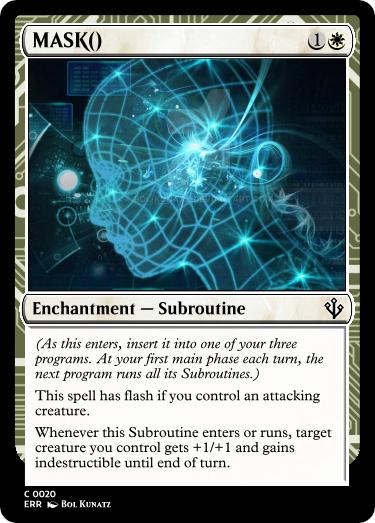 MASK()
1
Enchantment — Subroutine
(As this enters, insert it into one of your three
programs. At your first main phase each turn, the
next program runs all its Subroutines.)
This spell has flash if you control an attacking
creature.
Whenever this Subroutine enters or runs, target
creature you control gets +1/+1 and gains
indestructible until end of turn.
C 0020
ERR Bol Kunatz